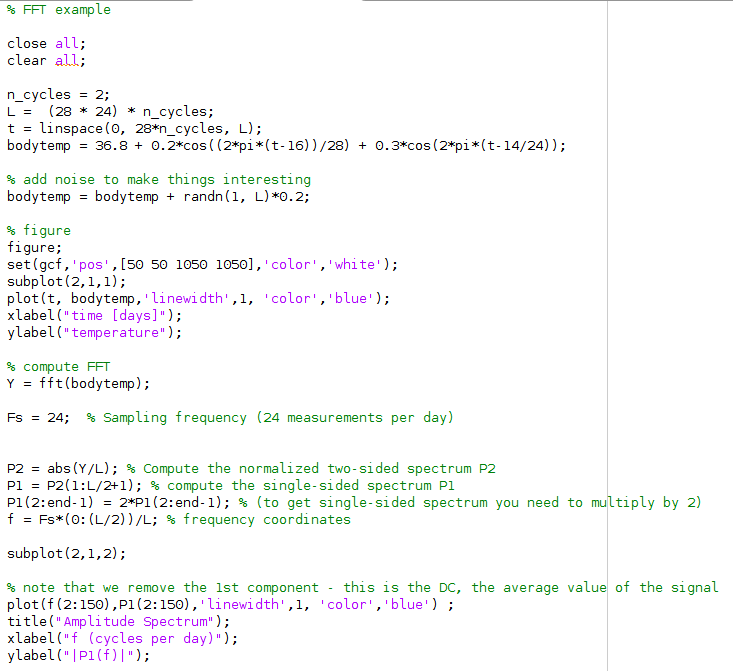 % FFT example
close all;
clear all;
n_cycles = 2;
L =  (28 * 24) * n_cycles;
t = linspace(0, 28*n_cycles, L);
bodytemp = 36.8 + 0.2*cos((2*pi*(t-16))/28) + 0.3*cos(2*pi*(t-14/24));
% add noise to make things interesting
bodytemp = bodytemp + randn(1, L)*0.2;
% figure
figure;
set(gcf,'pos',[50 50 1050 1050],'color','white');
subplot(2,1,1);
plot(t, bodytemp,'linewidth',1, 'color','blue');
xlabel("time [days]");
ylabel("temperature");
% compute FFT
Y = fft(bodytemp);
Fs = 24;  % Sampling frequency (24 measurements per day)
P2 = abs(Y/L); % Compute the normalized two-sided spectrum P2
P1 = P2(1:L/2+1); % compute the single-sided spectrum P1
P1(2:end-1) = 2*P1(2:end-1); % (to get single-sided spectrum you need to multiply by 2)
f = Fs*(0:(L/2))/L; % frequency coordinates
subplot(2,1,2);
% note that we remove the 1st component - this is the DC, the average value of the signal
plot(f(2:150),P1(2:150),'linewidth',1, 'color','blue') ;
title("Amplitude Spectrum");
xlabel("f (cycles per day)");
ylabel("|P1(f)|");